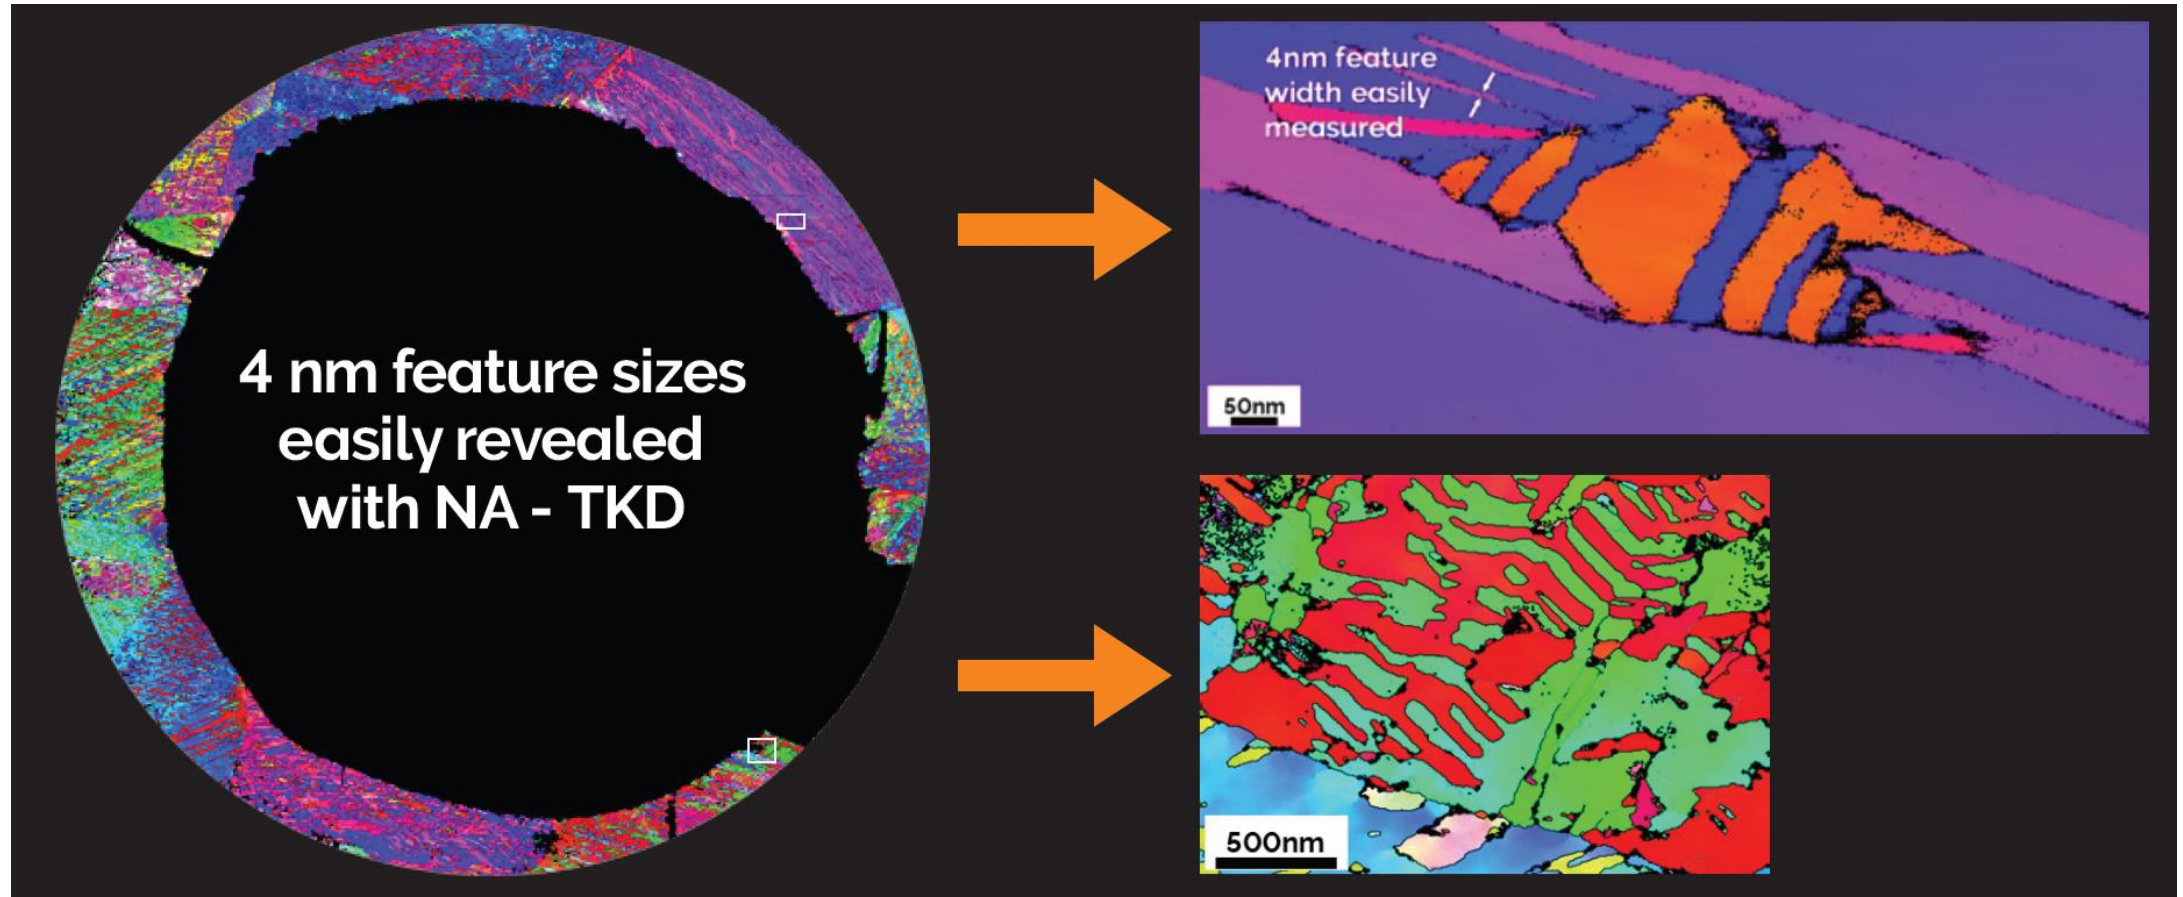 4 nm feature sizes
easily revealed
with NA - TKD
4nm feature
width easily
measured
50nm
500nm